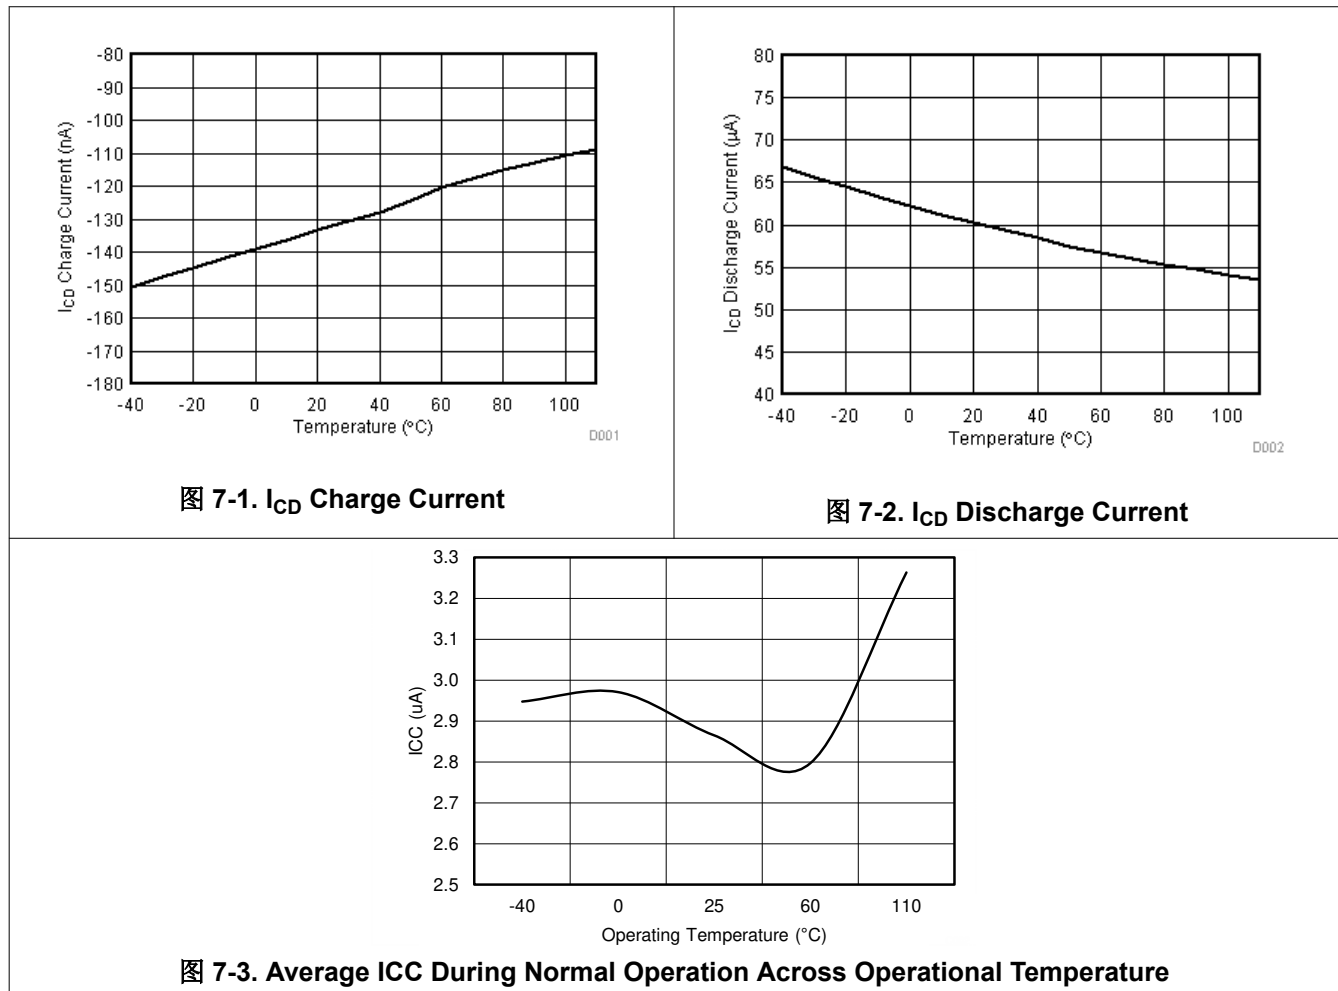 -80
-90
-100
-110
-120
-130
-140
-150
-160
-170
-180
I_CD Charge Current (nA)
-40 -20 0 20 40 60 80 100
Temperature (°C)
D001
图 7-1. I_CD Charge Current
80
75
70
65
60
55
50
45
40
I_CD Discharge Current (µA)
-40 -20 0 20 40 60 80 100
Temperature (°C)
D002
图 7-2. I_CD Discharge Current
3.3
3.2
3.1
3.0
2.9
2.8
2.7
2.6
2.5
ICC (uA)
-40 0 25 60 110
Operating Temperature (°C)
图 7-3. Average ICC During Normal Operation Across Operational Temperature